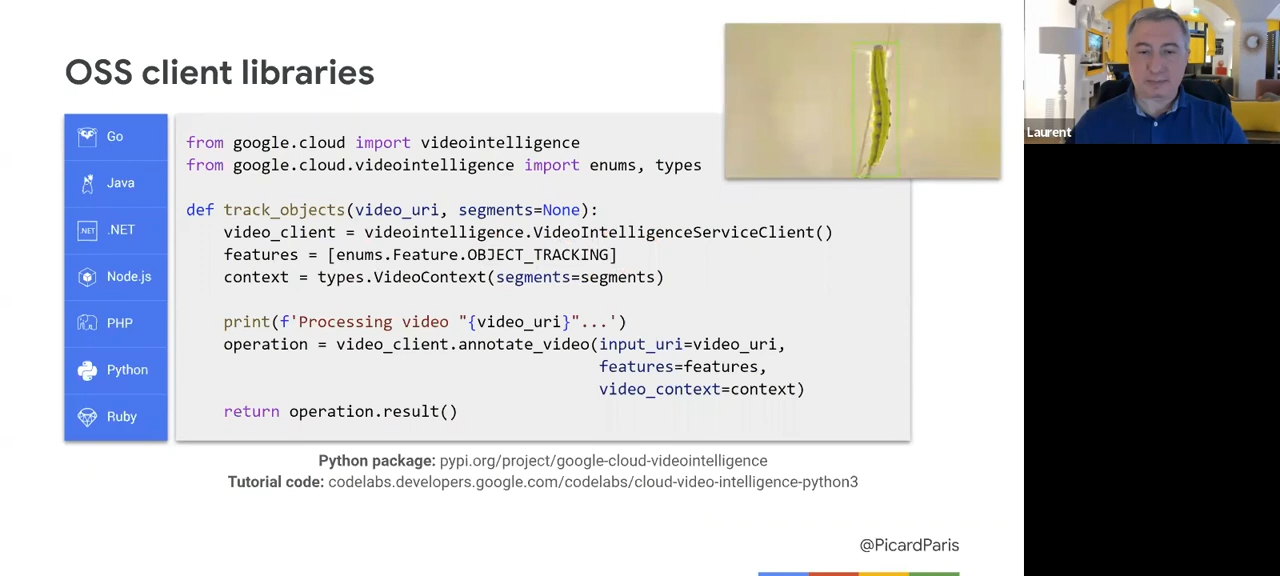 OSS client libraries
Go
Java
.NET
.NET
Node.js
PHP
Python
Ruby
from google.cloud import videointelligence
from google.cloud.videointelligence import enums, types
def track_objects(video_uri, segments=None):
video_client = videointelligence.VideoIntelligenceServiceClient()
features = [enums.Feature.OBJECT_TRACKING]
context = types.VideoContext(segments=segments)
print(f'Processing video "{video_uri}"...')
operation = video_client.annotate_video(input_uri=video_uri,
features=features,
video_context=context)
return operation.result()
Python package: pypi.org/project/google-cloud-videointelligence
Tutorial code: codelabs.developers.google.com/codelabs/cloud-video-intelligence-python3
@PicardParis
Laurent